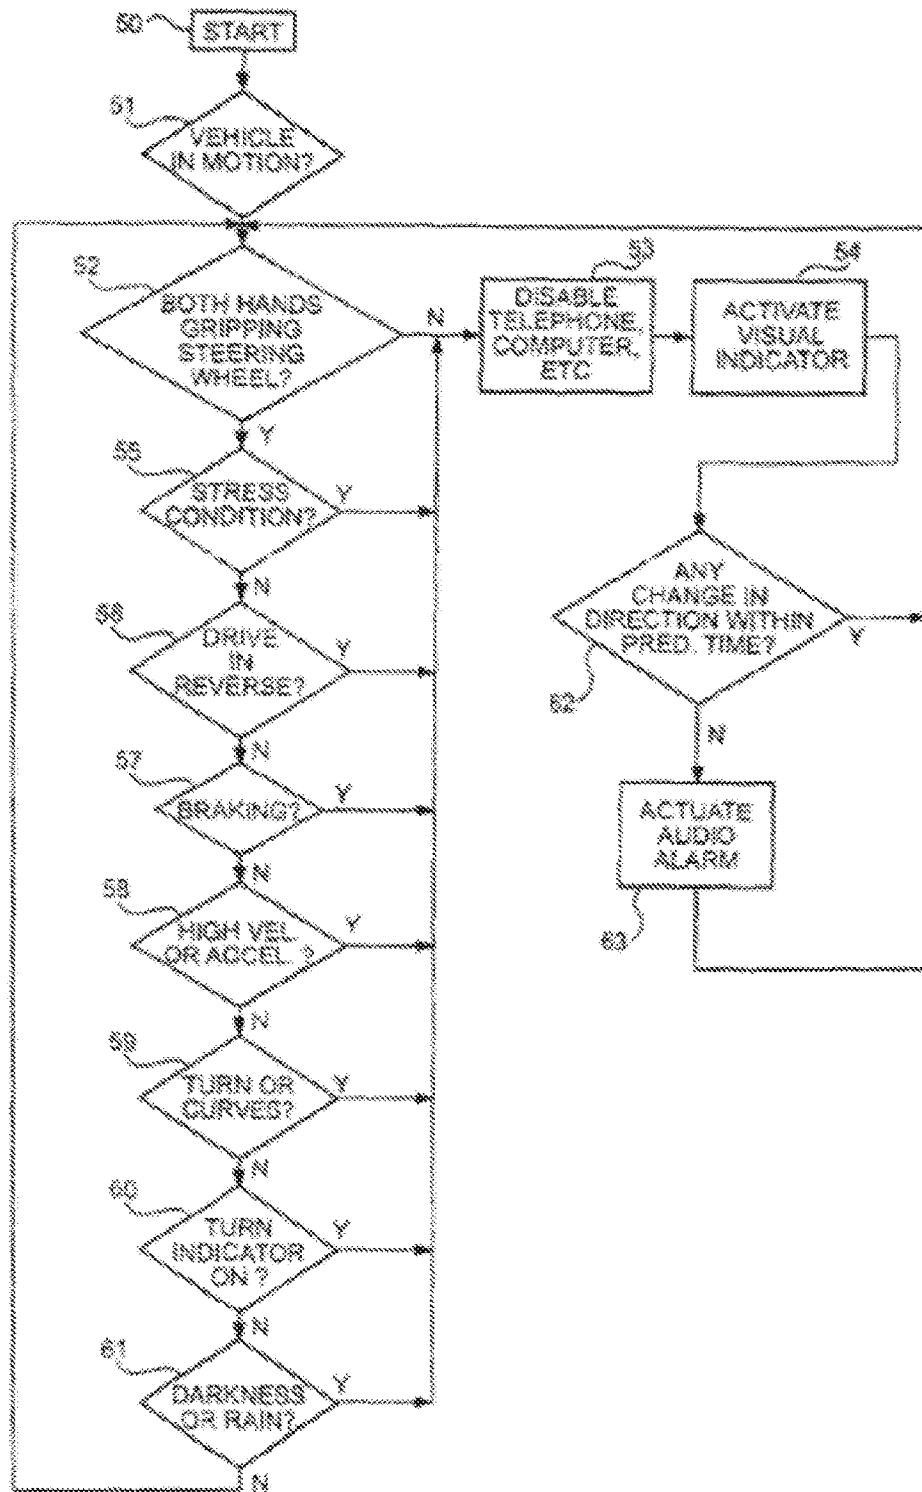 50
START
51
VEHICLE
IN MOTION?
52
BOTH HANDS
GRIPPING
STEERING
WHEEL?
N
53
DISABLE
TELEPHONE,
COMPUTER,
ETC
54
ACTIVATE
VISUAL
INDICATOR
Y
55
STRESS
CONDITION?
Y
N
56
DRIVE
IN
REVERSE?
Y
N
57
BRAKING?
Y
N
58
HIGH VEL.
OR ACCEL. ?
Y
N
59
TURN OR
CURVES?
Y
N
60
TURN
INDICATOR
ON ?
Y
N
61
DARKNESS
OR RAIN?
Y
N
ANY
CHANGE IN
DIRECTION WITHIN
PRED. TIME?
Y
62
N
ACTUATE
AUDIO
ALARM
63